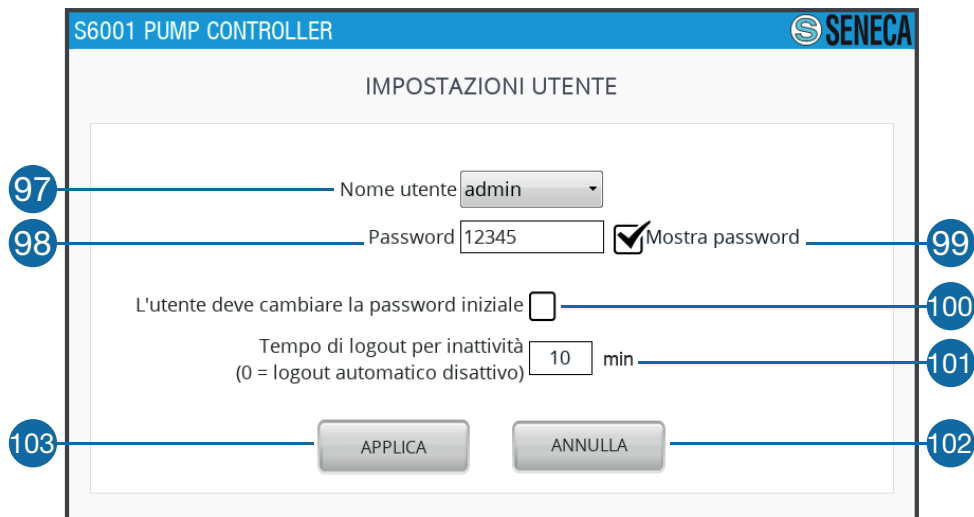 S6001 PUMP CONTROLLER
S SENECA
IMPOSTAZIONI UTENTE
97
Nome utente admin
98
Password 12345 Mostra password
99
L'utente deve cambiare la password iniziale
100
Tempo di logout per inattività
(0 = logout automatico disattivo) 10 min
101
103
APPLICA
ANNULLA
102